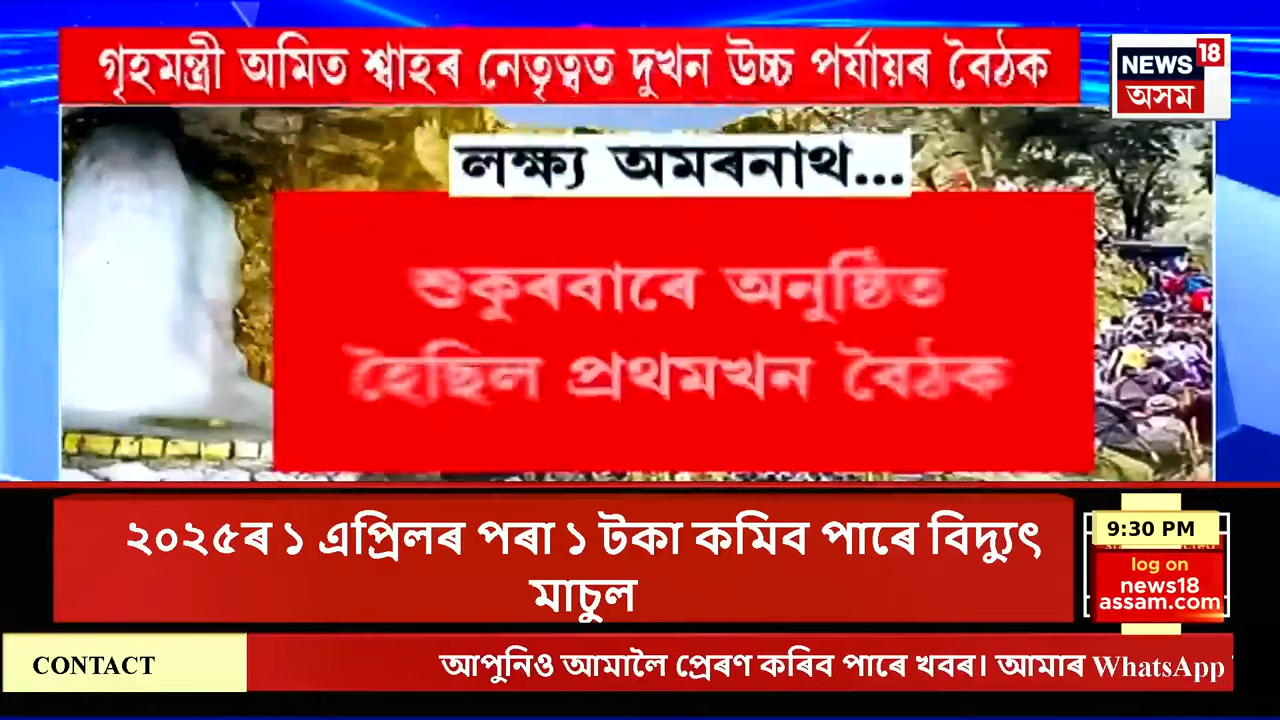 গৃহমন্ত্ৰী অমিত শ্বাহৰ নেতৃত্বত দুখন উচ্চ পৰ্যায়ৰ বৈঠক
NEWS 18
অসম
লক্ষ্য অমৰনাথ...
শুকুৰবাৰে অনুষ্ঠিত
হৈছিল প্ৰথমখন বৈঠক
২০২৫ৰ ১ এপ্ৰিলৰ পৰা ১ টকা কমিব পাৰে বিদ্যুৎ
মাচুল
9:30 PM
log on
news18
assam.com
CONTACT
আপুনিও আমালৈ প্ৰেৰণ কৰিব পাৰে খবৰ। আমাৰ WhatsApp